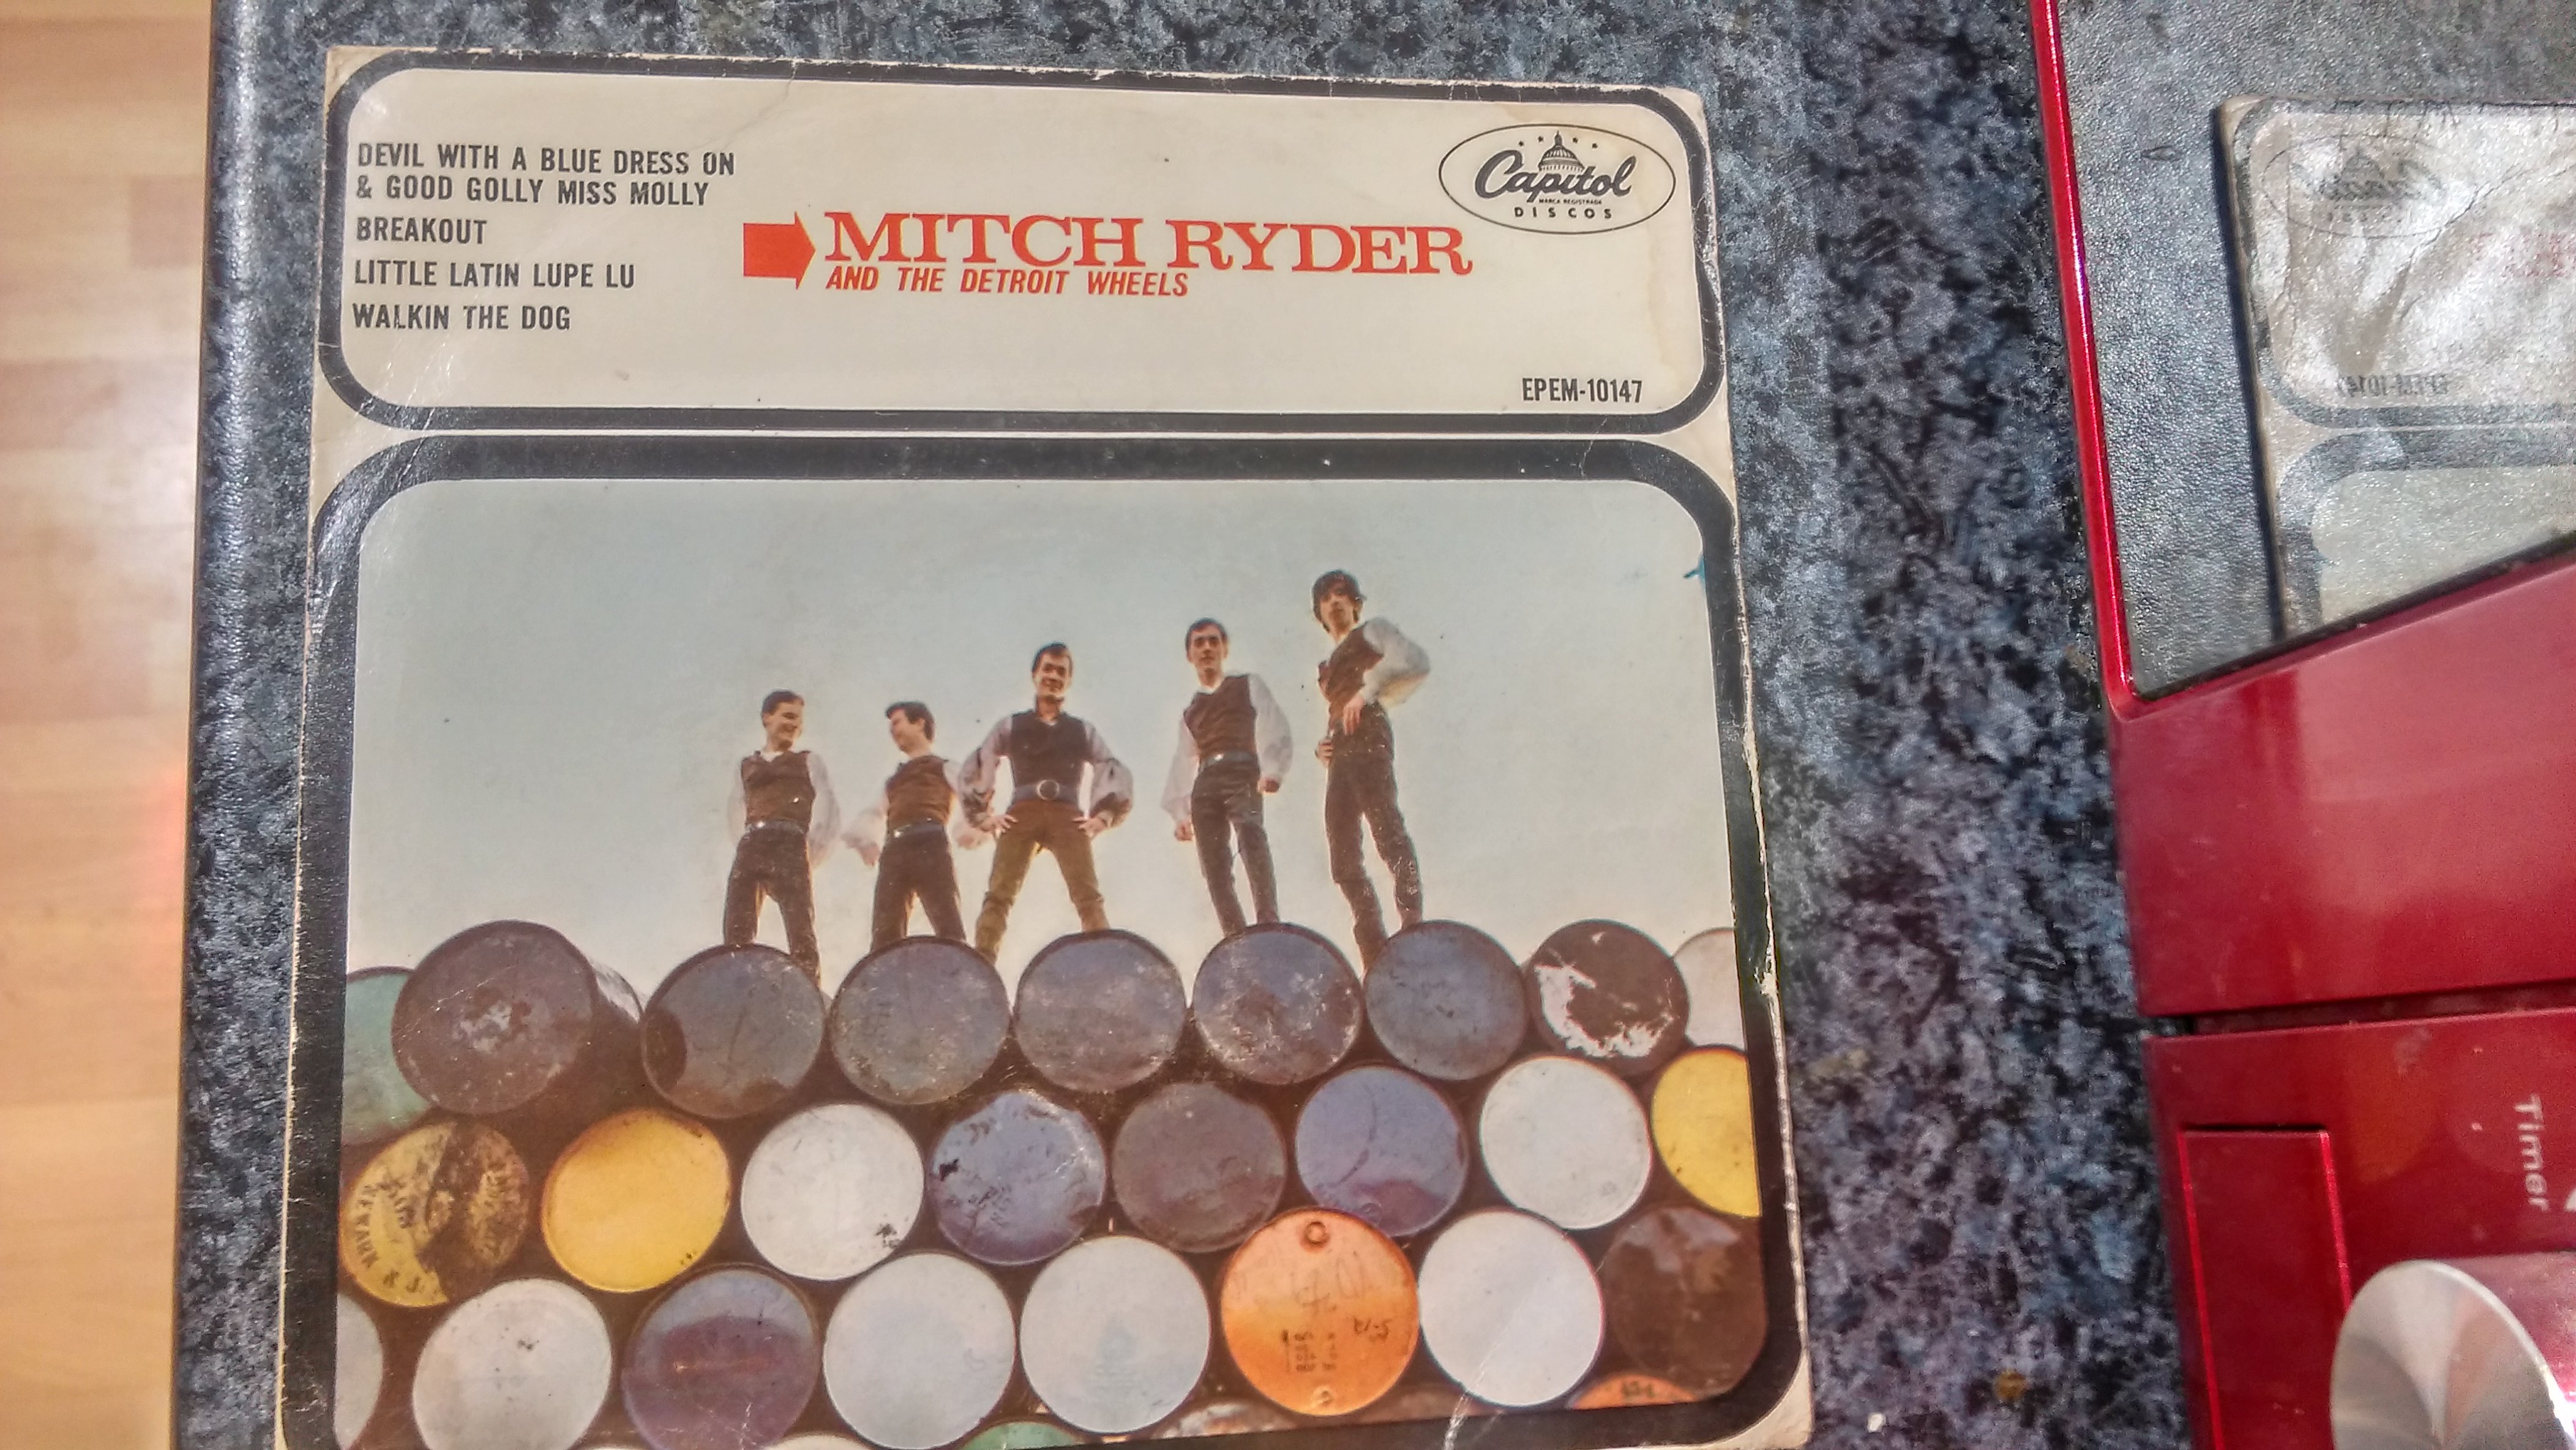 DEVIL WITH A BLUE DRESS ON
& GOOD GOLLY MISS MOLLY
BREAKOUT
LITTLE LATIN LUPE LU
WALKIN THE DOG
MITCH RYDER
AND THE DETROIT WHEELS
Capitol
MARCA REGISTRADA
DISCOS
EPEM-10147
NEWARK N.J.
Timer